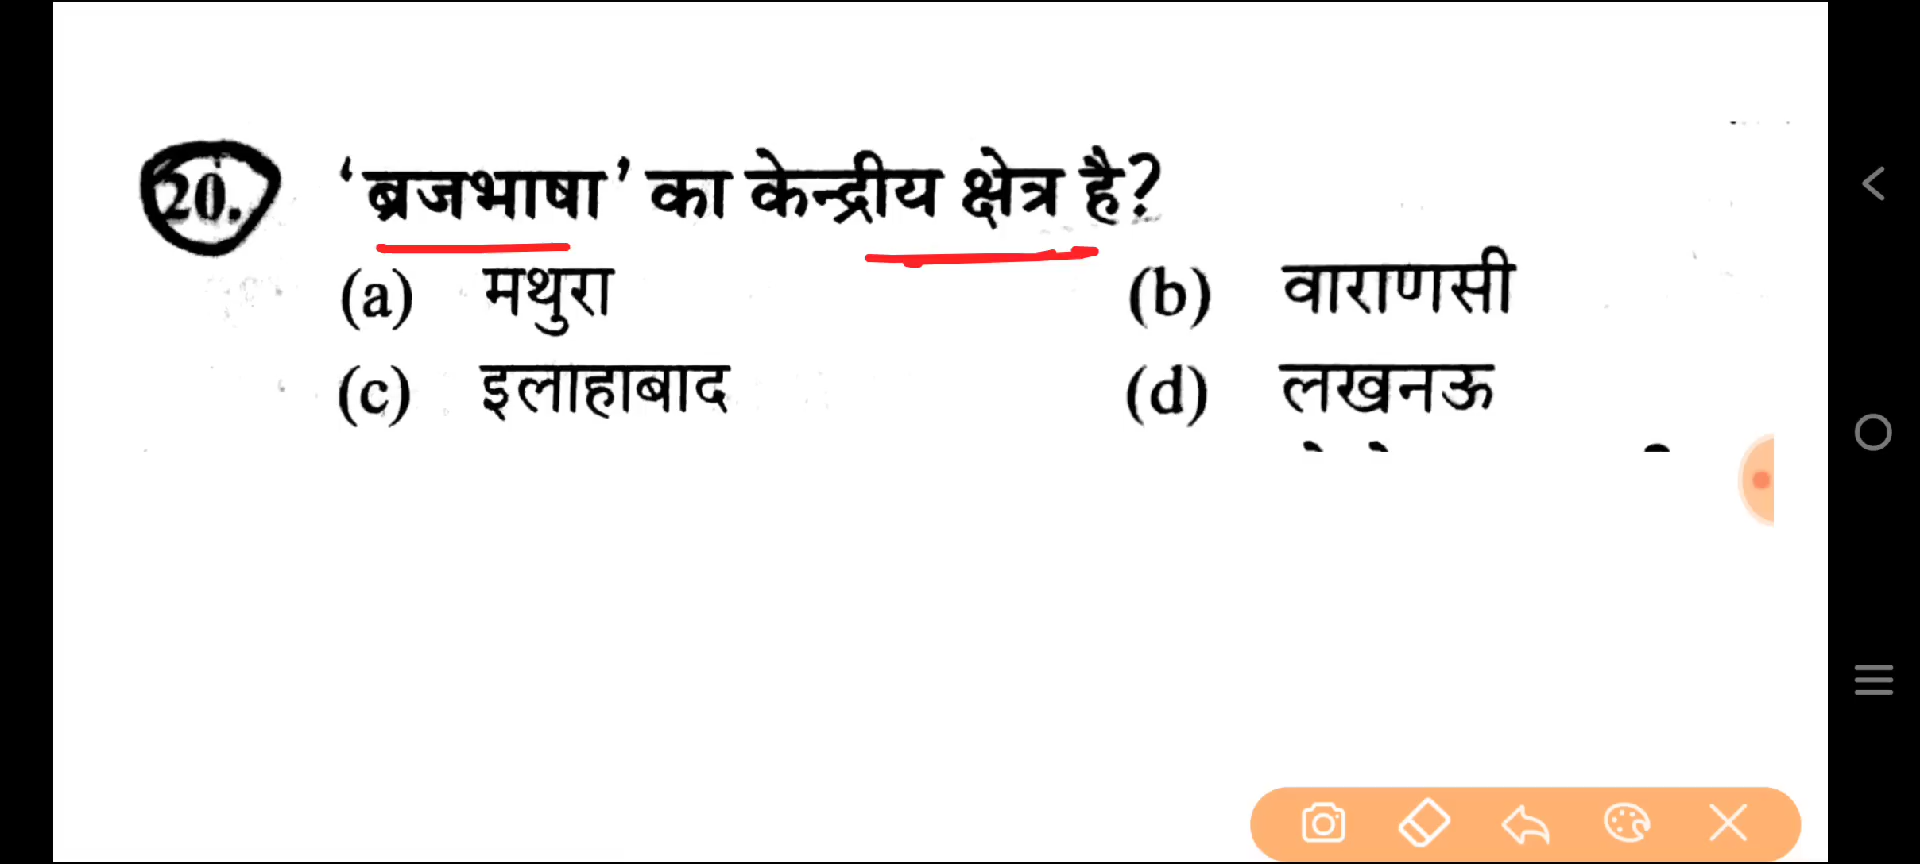 20. 'ब्रजभाषा' का केन्द्रीय क्षेत्र है?
(a) मथुरा (b) वाराणसी
(c) इलाहाबाद (d) लखनऊ